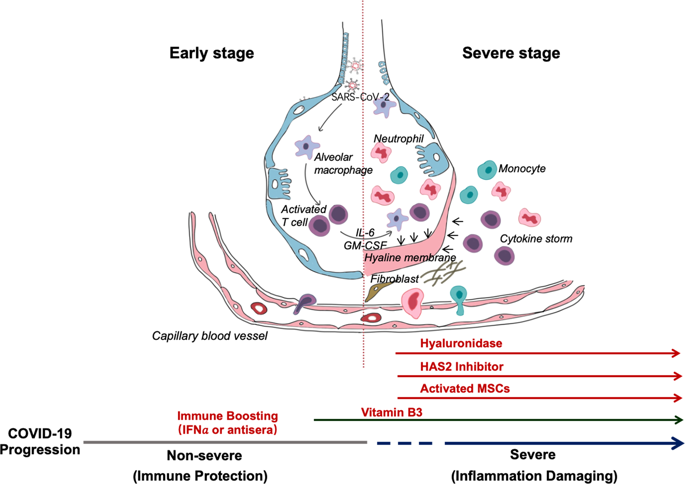 Early stage
Severe stage
SARS-CoV-2
Neutrophil
Alveolar
macrophage
Monocyte
Activated
T cell
IL-6
GM-CSF
Cytokine storm
Hyaline membrane
Fibroblast
Capillary blood vessel
Hyaluronidase
HAS2 Inhibitor
Activated MSCs
Immune Boosting
(IFNα or antisera)
Vitamin B3
COVID-19
Progression
Non-severe
(Immune Protection)
Severe
(Inflammation Damaging)